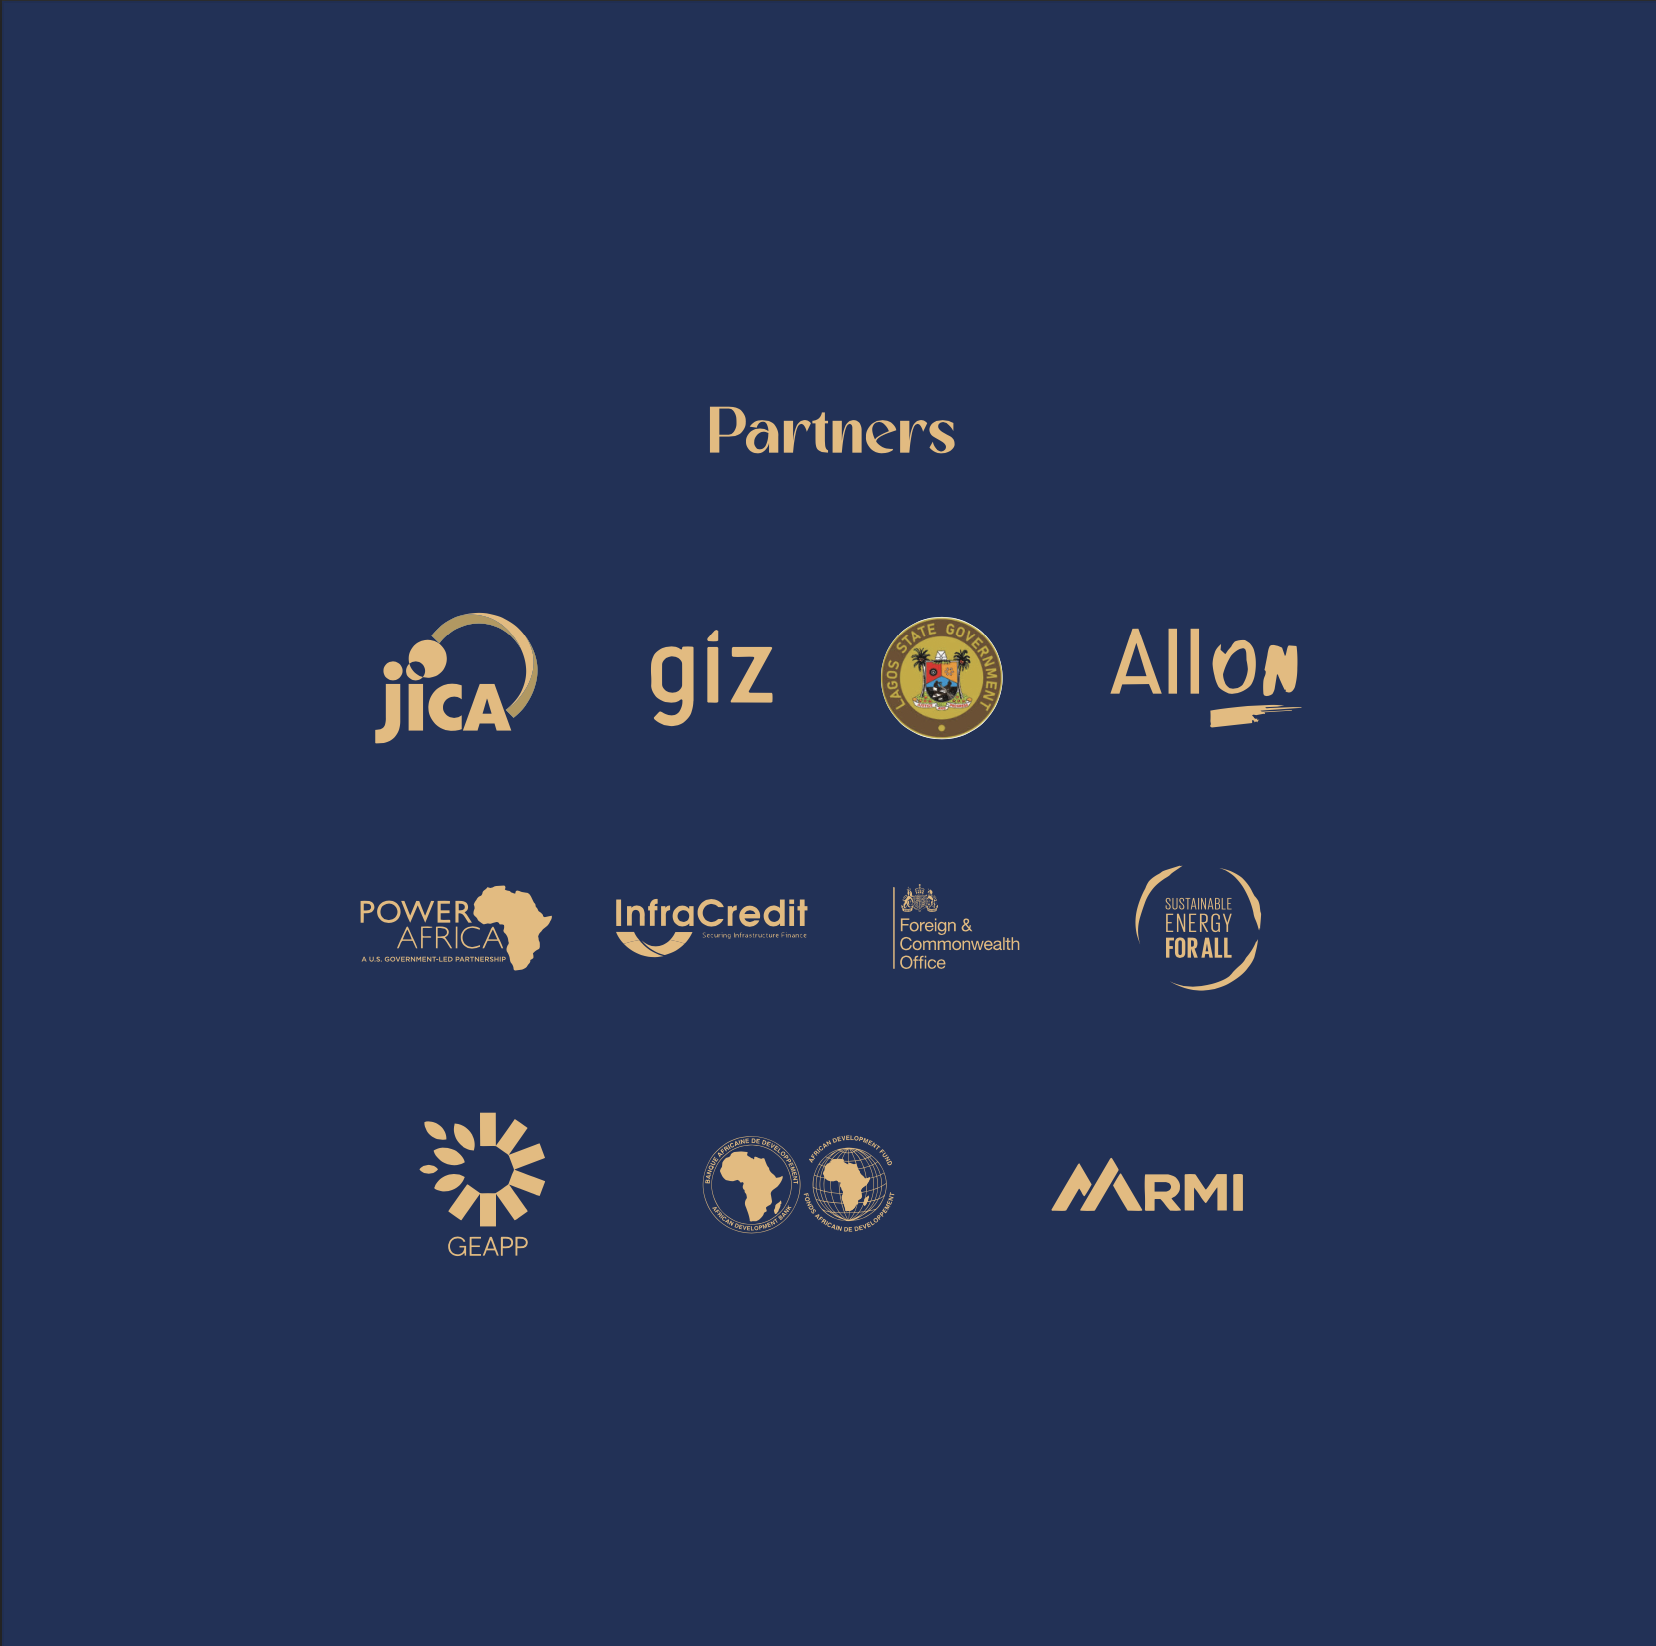 Partners
jica
giz
LAGOS STATE GOVERNMENT
AllON
POWER
AFRICA
A U.S. GOVERNMENT-LED PARTNERSHIP
InfraCredit
Securing Infrastructure Finance
Foreign &
Commonwealth
Office
SUSTAINABLE
ENERGY
FOR ALL
GEAPP
BANQUE AFRICAINE DE DEVELOPPEMENT
AFRICAN DEVELOPMENT BANK
AFRICAN DEVELOPMENT FUND
FONDS AFRICAIN DE DEVELOPPEMENT
RMI